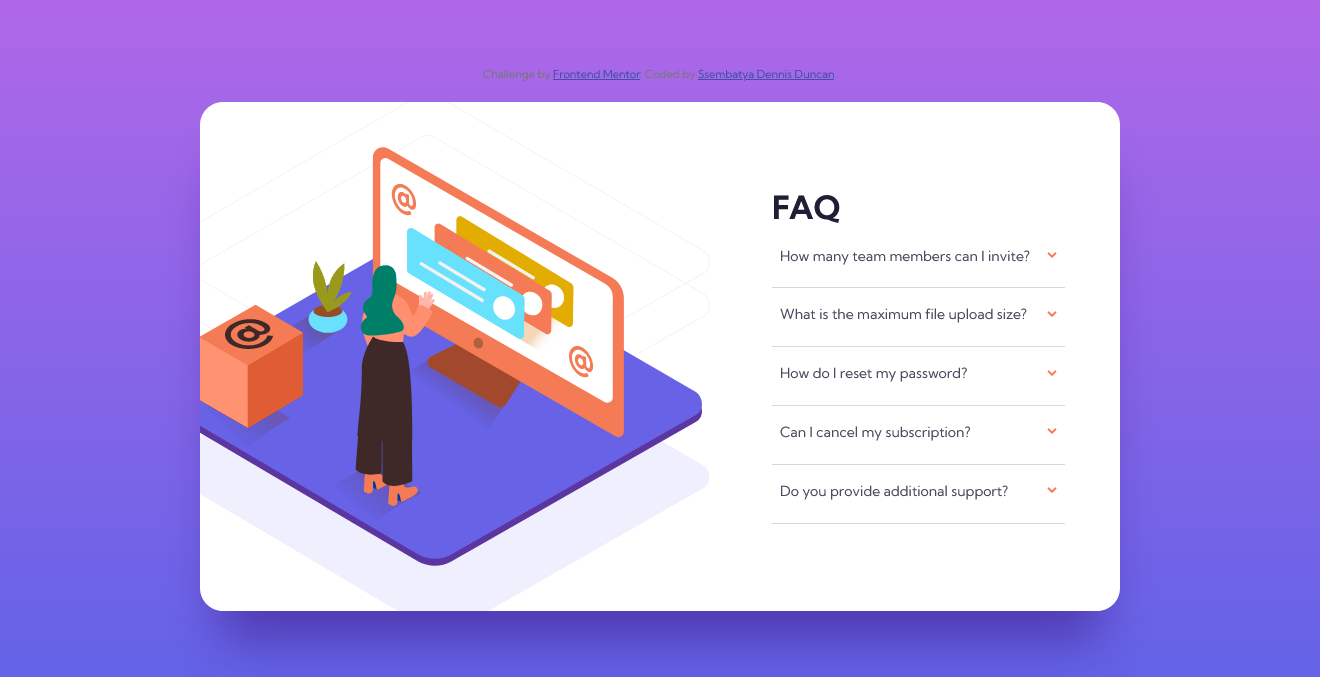 Challenge by Frontend Mentor. Coded by Ssembatya Dennis Duncan
@
FAQ
How many team members can I invite?
What is the maximum file upload size?
@
@
How do I reset my password?
Can I cancel my subscription?
Do you provide additional support?